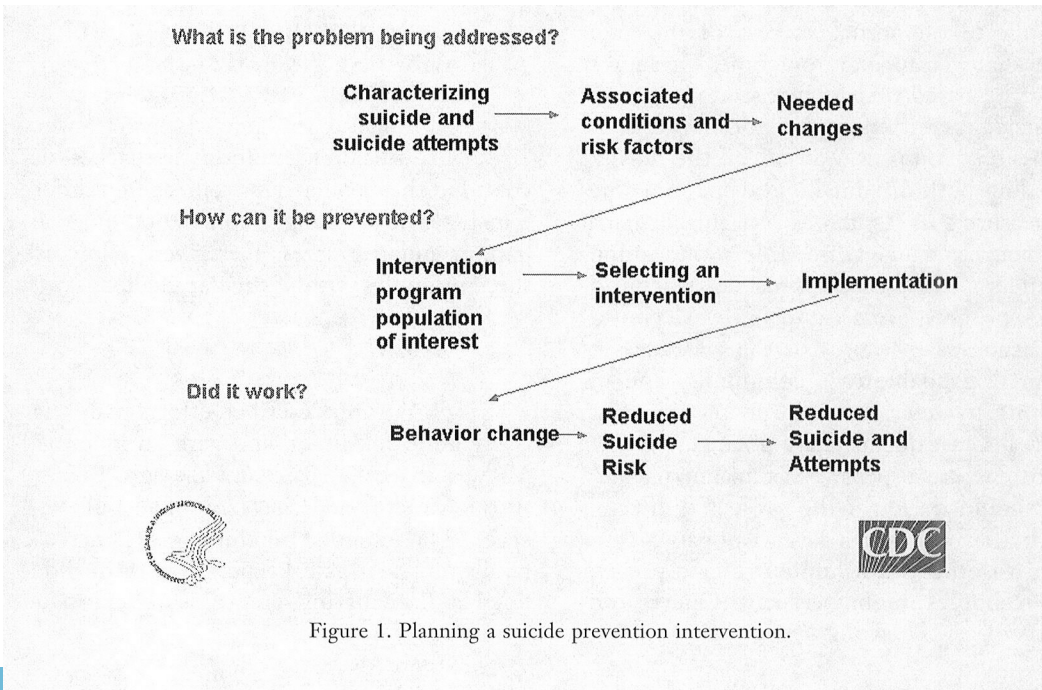 What is the problem being addressed?
Characterizing
suicide and
suicide attempts
Associated
conditions and
risk factors
Needed
changes
How can it be prevented?
Intervention
program
population
of interest
Selecting an
intervention
Implementation
Did it work?
Behavior change
Reduced
Suicide
Risk
Reduced
Suicide and
Attempts
CDC
Figure 1. Planning a suicide prevention intervention.